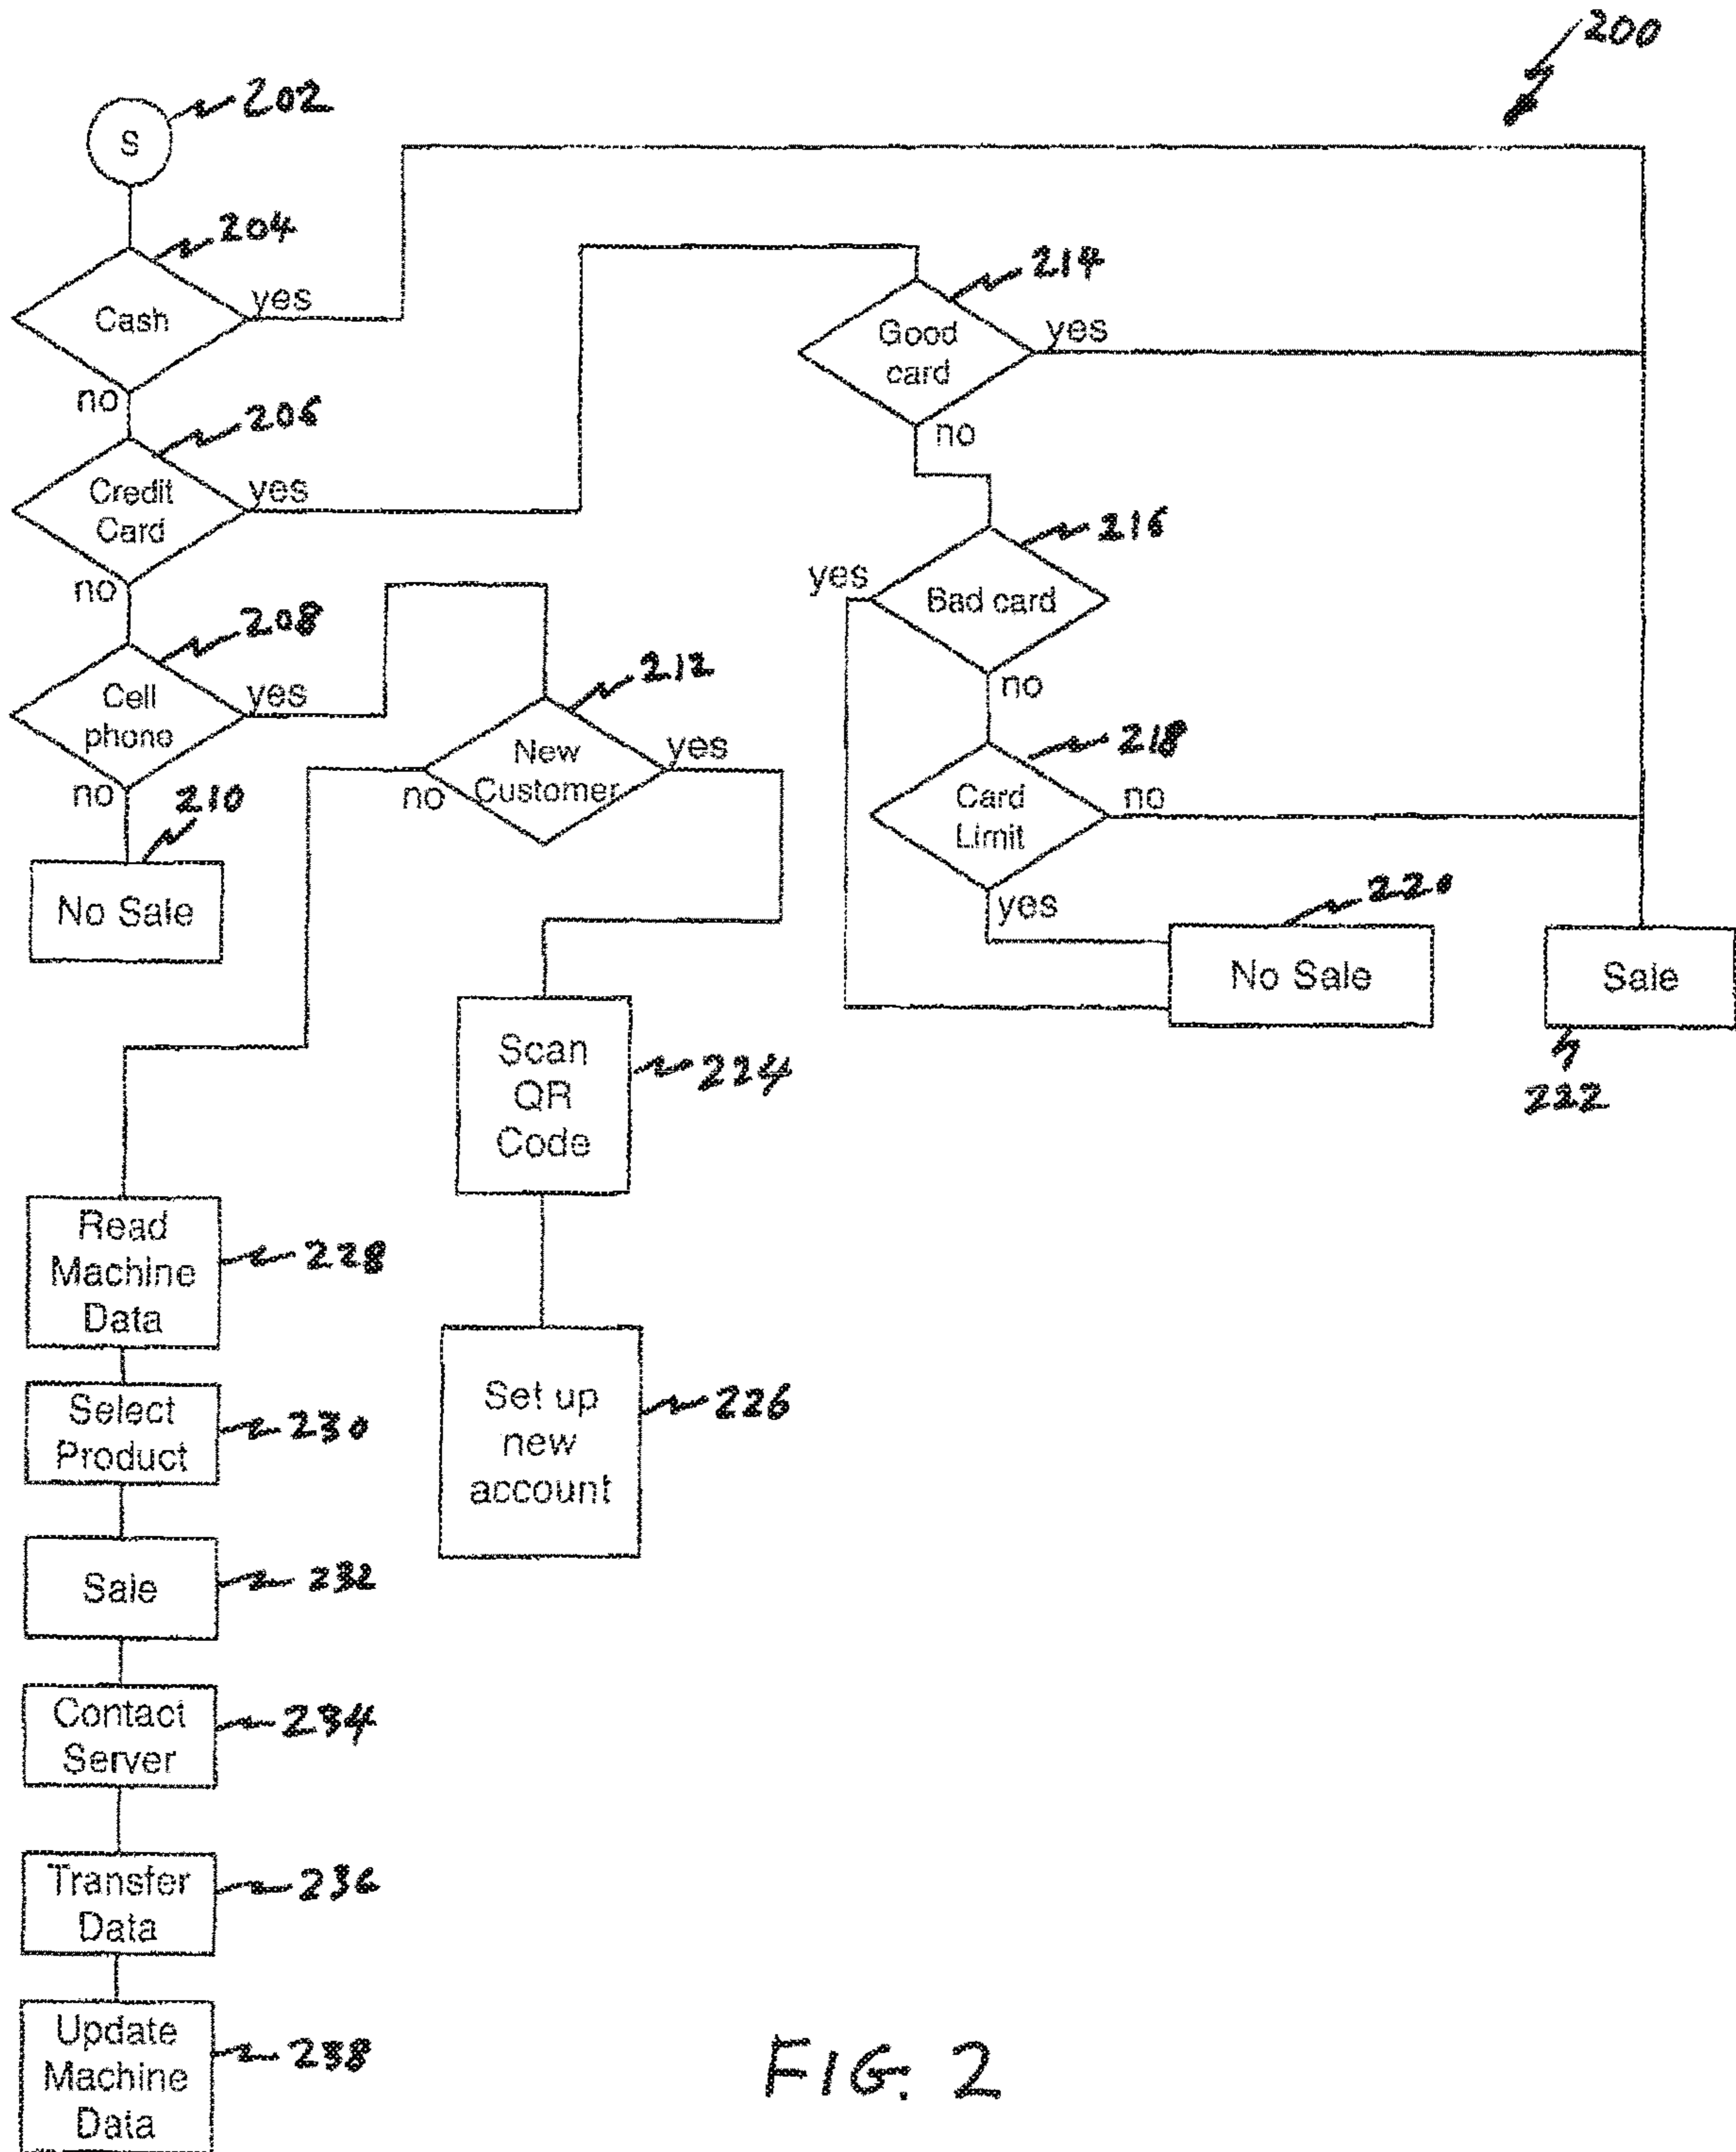 200
202
S
204
Cash
yes
no
206
Credit
Card
yes
no
208
Cell
phone
yes
no
210
No Sale
212
New
Customer
yes
no
214
Good
card
yes
no
216
Bad card
yes
no
218
Card
Limit
no
yes
220
No Sale
Sale
222
Scan
QR
Code
224
Set up
new
account
226
Read
Machine
Data
228
Select
Product
230
Sale
232
Contact
Server
234
Transfer
Data
236
Update
Machine
Data
238
FIG. 2